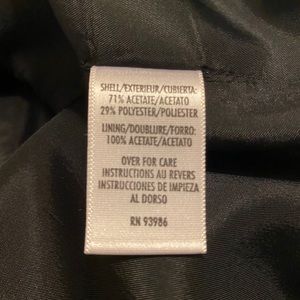 SHELL/EXTERIEUR/CUBIERTA:
71% ACETATE/ACETATO
29% POLYESTER/POLIESTER
LINING/DOUBLURE/FORRO:
100% ACETATE/ACETATO
OVER FOR CARE
INSTRUCTIONS AU REVERS
INSTRUCCIONES DE IMPIEZA
AL DORSO
RN 93986